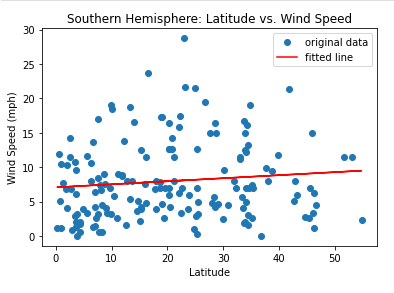 Southern Hemisphere: Latitude vs. Wind Speed
original data
fitted line
Wind Speed (mph)
30
25
20
15
10
5
0
0 10 20 30 40 50
Latitude